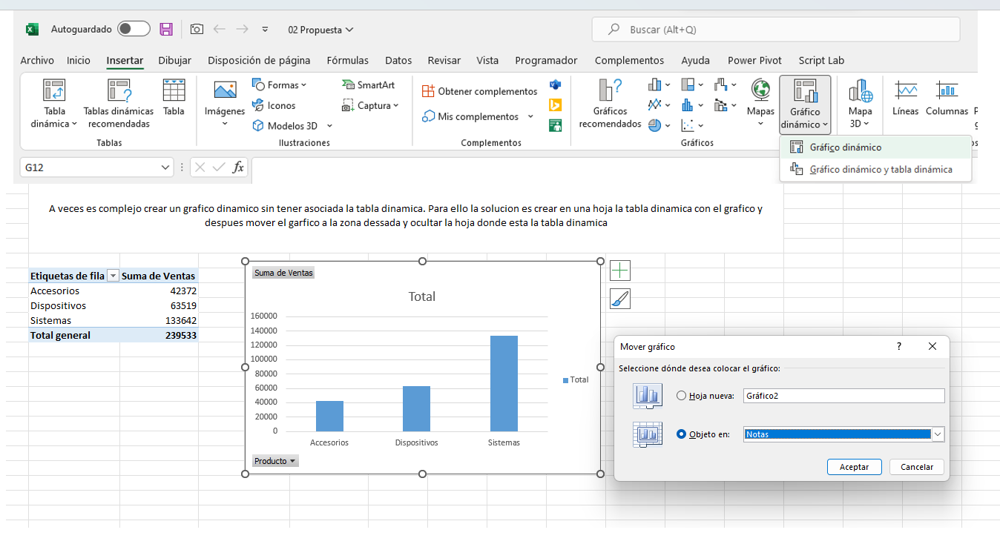 Autoguardado
02 Propuesta
Buscar (Alt+Q)
Archivo Inicio Insertar Dibujar Disposición de página Fórmulas Datos Revisar Vista Programador Complementos Ayuda Power Pivot Script Lab
Tabla dinámica
Tablas dinámicas recomendadas
Tabla
Tablas
Imágenes
Formas
Iconos
Modelos 3D
SmartArt
Captura
Ilustraciones
Obtener complementos
Mis complementos
Complementos
Gráficos recomendados
Mapas
Gráfico dinámico
Gráficos
Mapa 3D
Líneas
Columnas
Gráfico dinámico
Gráfico dinámico y tabla dinámica
G12
fx
A veces es complejo crear un grafico dinamico sin tener asociada la tabla dinamica. Para ello la solucion es crear en una hoja la tabla dinamica con el grafico y
despues mover el garfico a la zona dessada y ocultar la hoja donde esta la tabla dinamica
Etiquetas de fila Suma de Ventas
Accesorios 42372
Dispositivos 63519
Sistemas 133642
Total general 239533
Suma de Ventas
Total
160000
140000
120000
100000
80000
60000
40000
20000
0
Accesorios Dispositivos Sistemas
Total
Producto
Mover gráfico
?
Seleccione dónde desea colocar el gráfico:
Hoja nueva: Gráfico2
Objeto en: Notas
Aceptar Cancelar